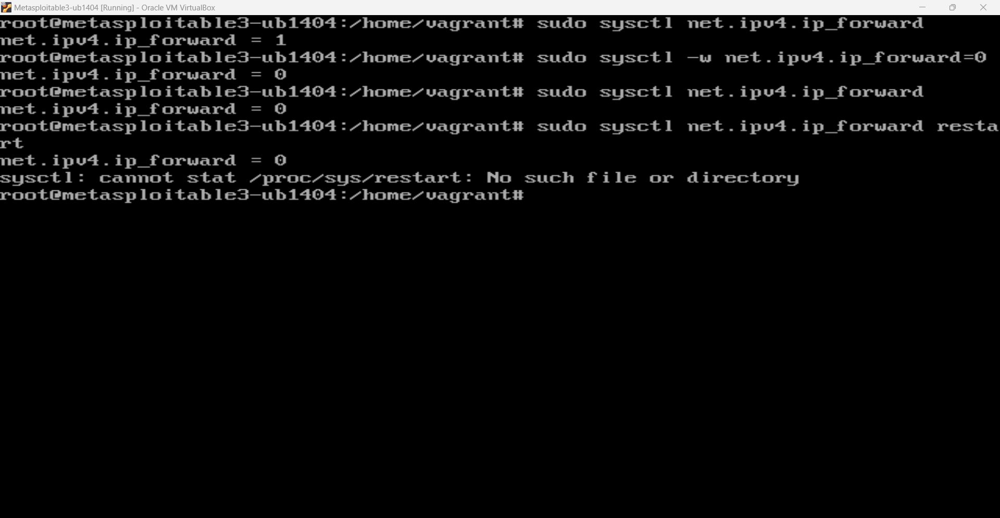 Metasploitable3-ub1404 [Running] - Oracle VM VirtualBox
root@metasploitable3-ub1404:/home/vagrant# sudo sysctl net.ipv4.ip_forward
net.ipv4.ip_forward = 1
root@metasploitable3-ub1404:/home/vagrant# sudo sysctl -w net.ipv4.ip_forward=0
net.ipv4.ip_forward = 0
root@metasploitable3-ub1404:/home/vagrant# sudo sysctl net.ipv4.ip_forward
net.ipv4.ip_forward = 0
root@metasploitable3-ub1404:/home/vagrant# sudo sysctl net.ipv4.ip_forward resta
rt
net.ipv4.ip_forward = 0
sysctl: cannot stat /proc/sys/restart: No such file or directory
root@metasploitable3-ub1404:/home/vagrant#